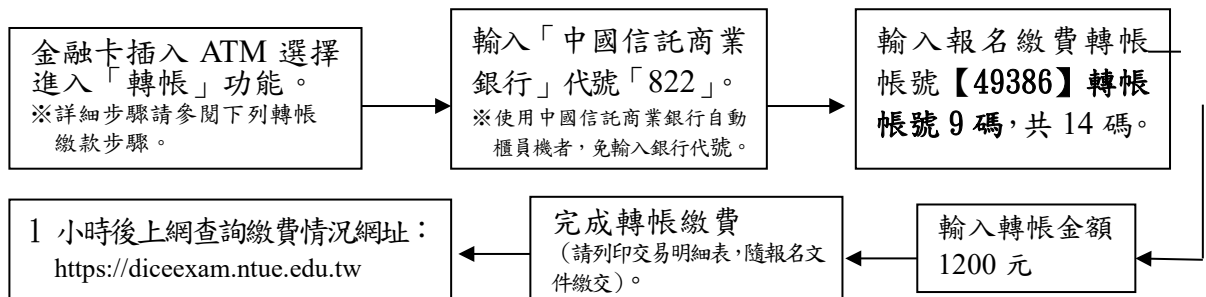 金融卡插入 ATM 選擇
進入「轉帳」功能。
※詳細步驟請參閱下列轉帳
繳款步驟。
輸入「中國信託商業
銀行」代號「822」。
※使用中國信託商業銀行自動
櫃員機者，免輸入銀行代號。
輸入報名繳費轉帳
帳號【49386】轉帳
帳號 9 碼，共 14 碼。
輸入轉帳金額
1200 元
完成轉帳繳費
（請列印交易明細表，隨報名文
件繳交）。
1 小時後上網查詢繳費情況網址：
https://diceexam.ntue.edu.tw